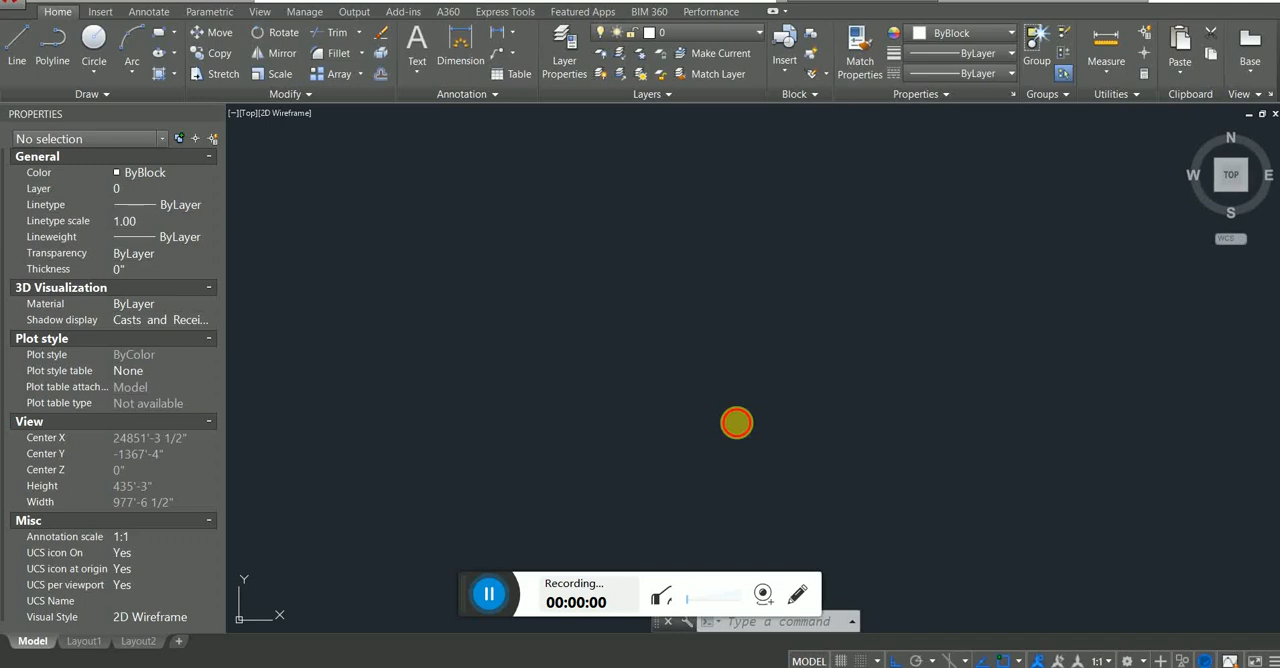 Home Insert Annotate Parametric View Manage Output Add-ins A360 Express Tools Featured Apps BIM 360 Performance
Line Polyline Circle Arc
Move Rotate Trim
Copy Mirror Fillet
Stretch Scale Array
Text Dimension Table
Layer Properties
0
Make Current
Match Layer
Insert
Match Properties
ByBlock
ByLayer
ByLayer
Group
Measure
Paste
Base
Draw Modify Annotation Layers Block Properties Groups Utilities Clipboard View
PROPERTIES
[−][Top][2D Wireframe]
No selection
General
Color ByBlock
Layer 0
Linetype ByLayer
Linetype scale 1.00
Lineweight ByLayer
Transparency ByLayer
Thickness 0"
3D Visualization
Material ByLayer
Shadow display Casts and Recei...
Plot style
Plot style ByColor
Plot style table None
Plot table attach... Model
Plot table type Not available
View
Center X 24851'-3 1/2"
Center Y -1367'-4"
Center Z 0"
Height 435'-3"
Width 977'-6 1/2"
Misc
Annotation scale 1:1
UCS icon On Yes
UCS icon at origin Yes
UCS per viewport Yes
UCS Name
Visual Style 2D Wireframe
N
W TOP E
S
WCS
Y
X
Recording...
00:00:00
Type a command
Model Layout1 Layout2 +
MODEL 1:1